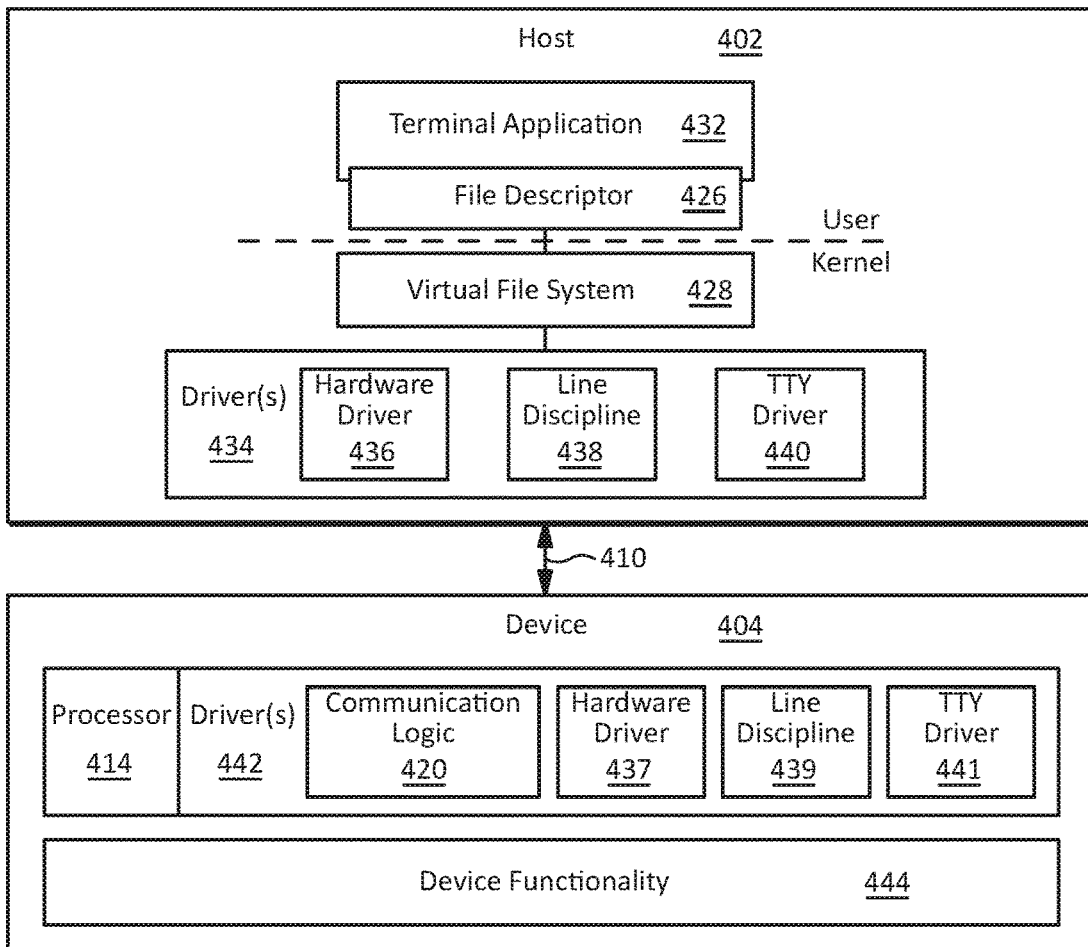 Host 402
Terminal Application 432
File Descriptor 426
User
Kernel
Virtual File System 428
Driver(s)
434
Hardware
Driver
436
Line
Discipline
438
TTY
Driver
440
410
Device 404
Processor
414
Driver(s)
442
Communication
Logic
420
Hardware
Driver
437
Line
Discipline
439
TTY
Driver
441
Device Functionality 444